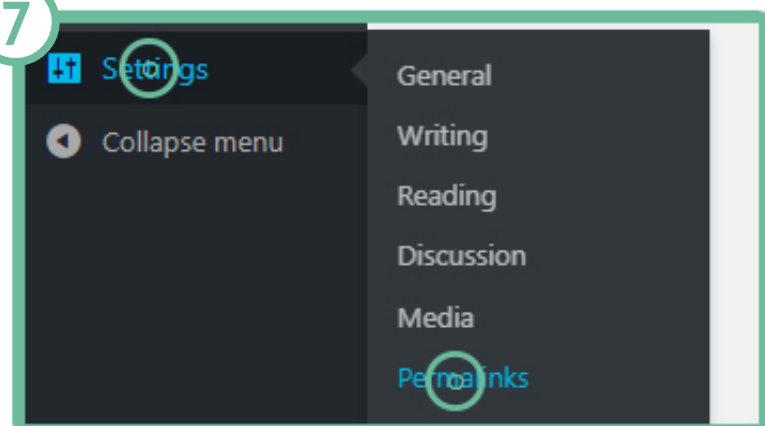 7
Settings
Collapse menu
General
Writing
Reading
Discussion
Media
Permalinks